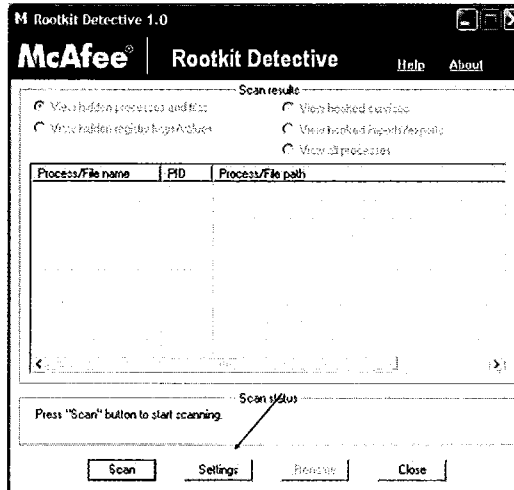 M Rootkit Detective 1.0
McAfee® Rootkit Detective Help About
Scan results
View hidden processes and files
View hooked services
View hidden registry keys/values
View hooked imports/exports
View all processes
Process/File name PID Process/File path
Scan status
Press "Scan" button to start scanning.
Scan Settings Remove Close